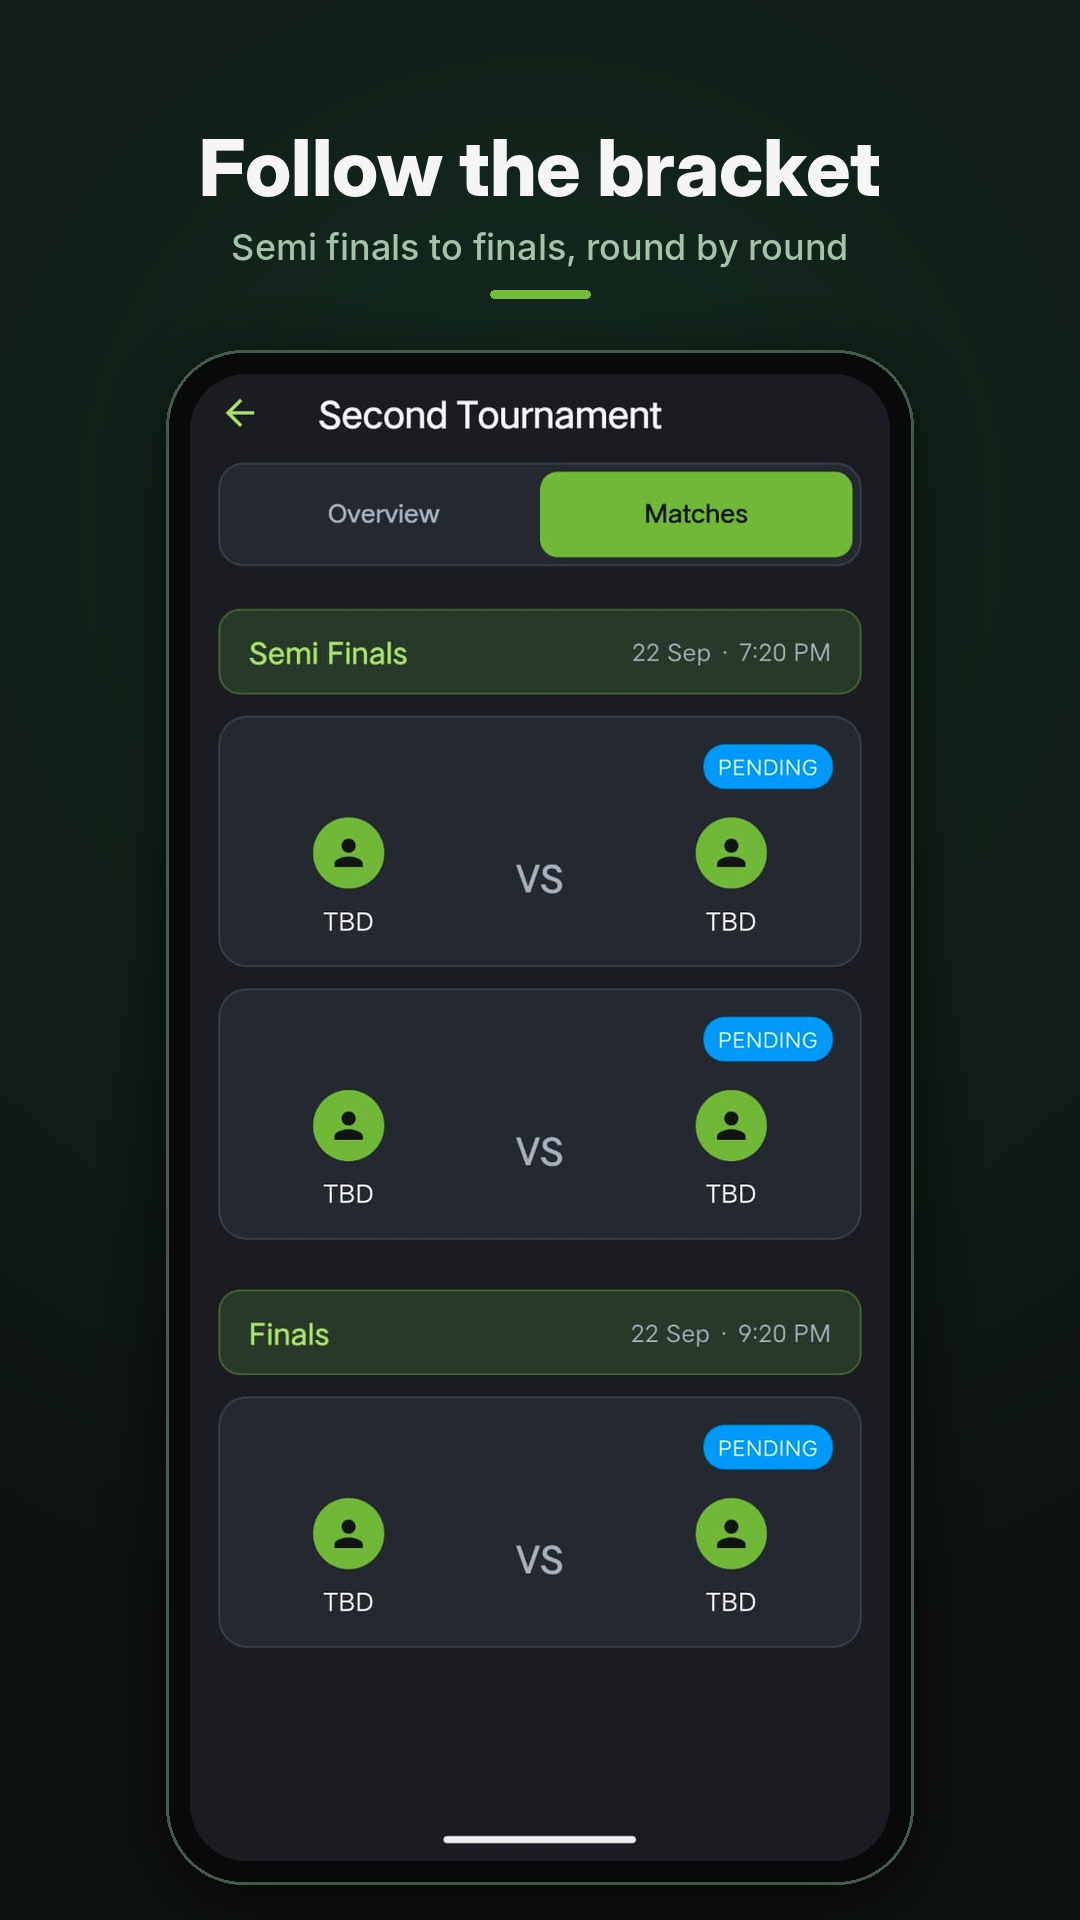 Follow the bracket
Semi finals to finals, round by round
Second Tournament
Overview Matches
Semi Finals 22 Sep · 7:20 PM
PENDING
VS
TBD TBD
PENDING
VS
TBD TBD
Finals 22 Sep · 9:20 PM
PENDING
VS
TBD TBD